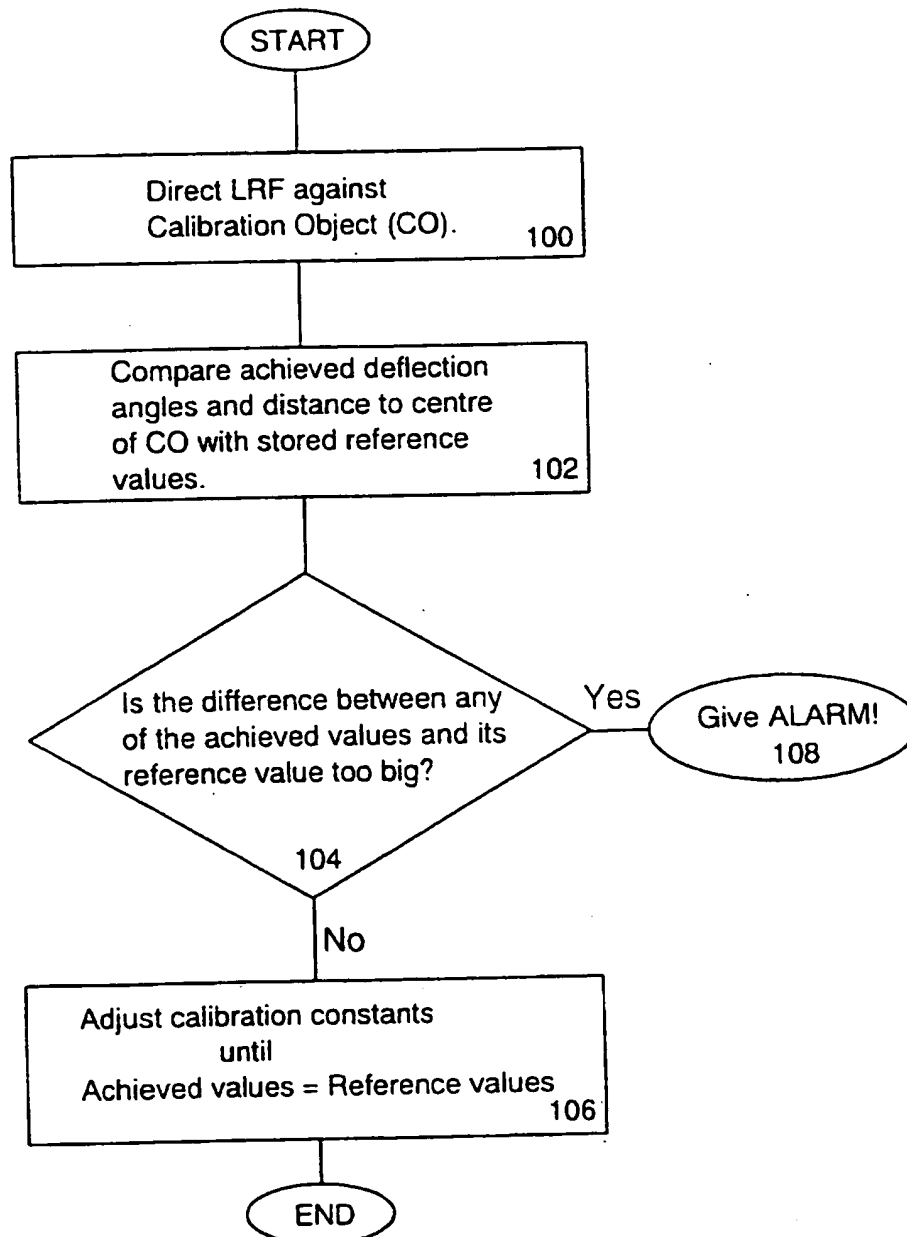 START
Direct LRF against
Calibration Object (CO).
100
Compare achieved deflection
angles and distance to centre
of CO with stored reference
values.
102
Is the difference between any
of the achieved values and its
reference value too big?
104
Yes
Give ALARM!
108
No
Adjust calibration constants
until
Achieved values = Reference values
106
END